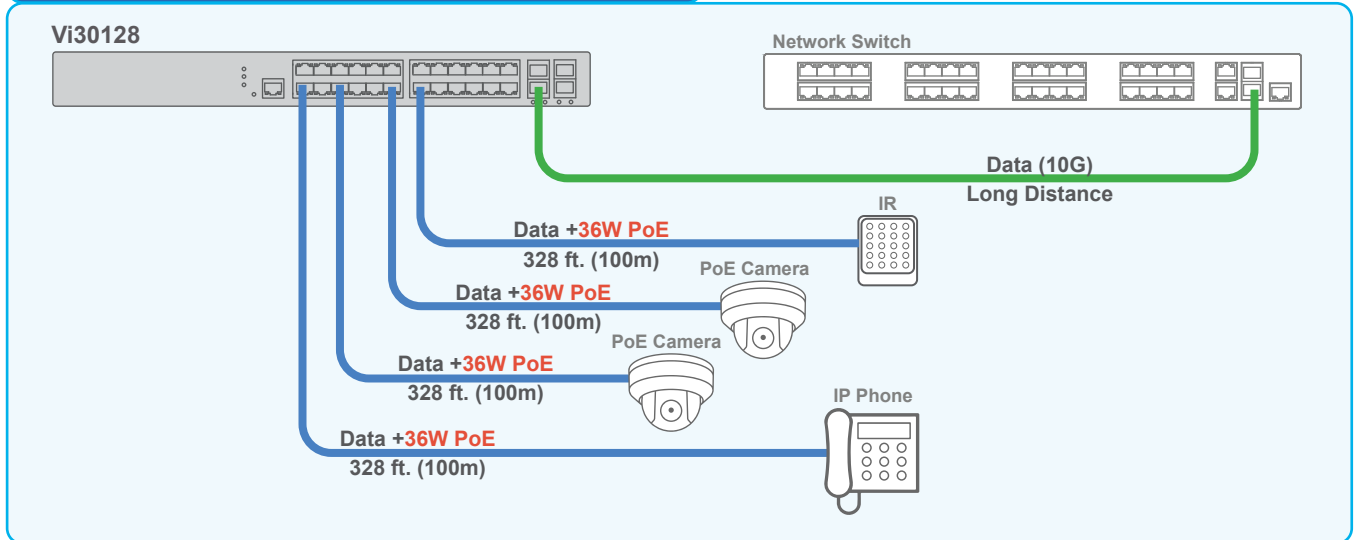 Vi30128
Network Switch
Data (10G)
Long Distance
IR
Data +36W PoE
328 ft. (100m)
PoE Camera
Data +36W PoE
328 ft. (100m)
PoE Camera
Data +36W PoE
328 ft. (100m)
IP Phone
Data +36W PoE
328 ft. (100m)